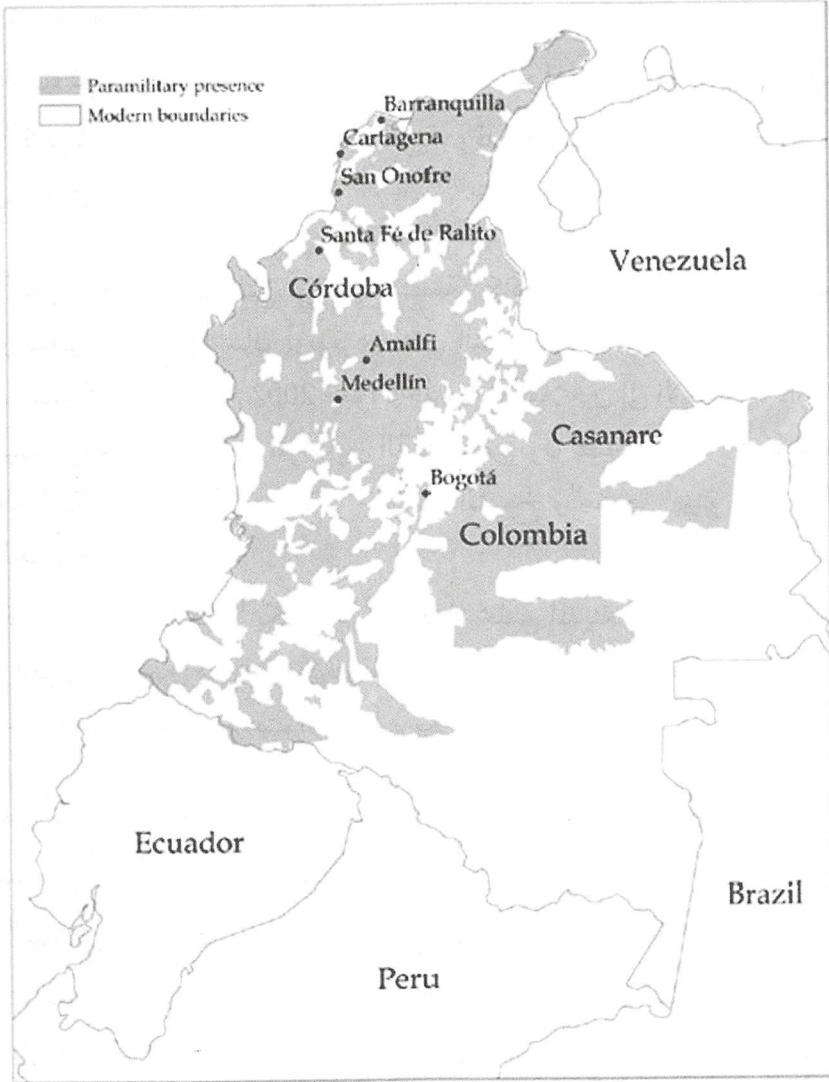 Paramilitary presence
Modern boundaries
Barranquilla
Cartagena
San Onofre
Santa Fé de Ralito
Venezuela
Córdoba
Amalfi
Medellín
Casanare
Bogotá
Colombia
Ecuador
Brazil
Peru